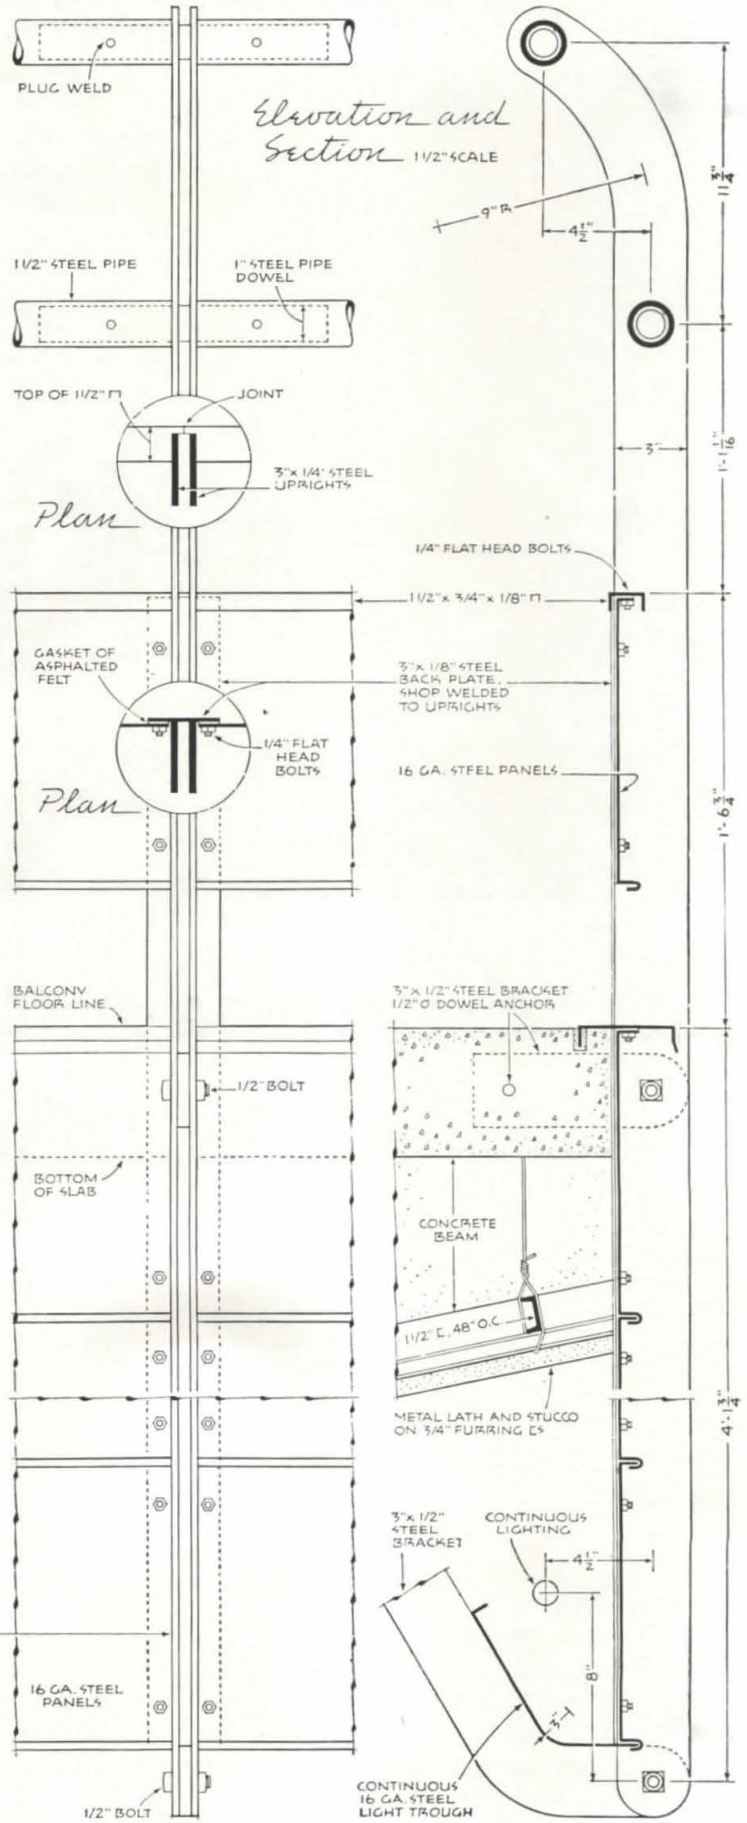 PLUG WELD
Elevation and
Section 1 1/2" SCALE
9" R
4 1/2"
11 3/4"
1 1/2" STEEL PIPE
1" STEEL PIPE
DOWEL
TOP OF 1 1/2" ⊓
JOINT
3" x 1/4" STEEL
UPRIGHTS
Plan
3"
1'-1 1/16"
1/4" FLAT HEAD BOLTS
1 1/2" x 3/4" x 1/8" ⊓
GASKET OF
ASPHALTED
FELT
3" x 1/8" STEEL
BACK PLATE,
SHOP WELDED
TO UPRIGHTS
1/4" FLAT
HEAD
BOLTS
Plan
16 GA. STEEL PANELS
1'-6 3/4"
BALCONY
FLOOR LINE
3" x 1/2" STEEL BRACKET
1/2" O DOWEL ANCHOR
1/2" BOLT
BOTTOM
OF SLAB
CONCRETE
BEAM
1 1/2" ⊏, 48" O.C.
METAL LATH AND STUCCO
ON 3/4" FURRING ⊏S
4'-1 3/4"
3" x 1/2"
STEEL
BRACKET
CONTINUOUS
LIGHTING
4 1/2"
8"
3"
16 GA. STEEL
PANELS
CONTINUOUS
16 GA. STEEL
LIGHT TROUGH
1/2" BOLT